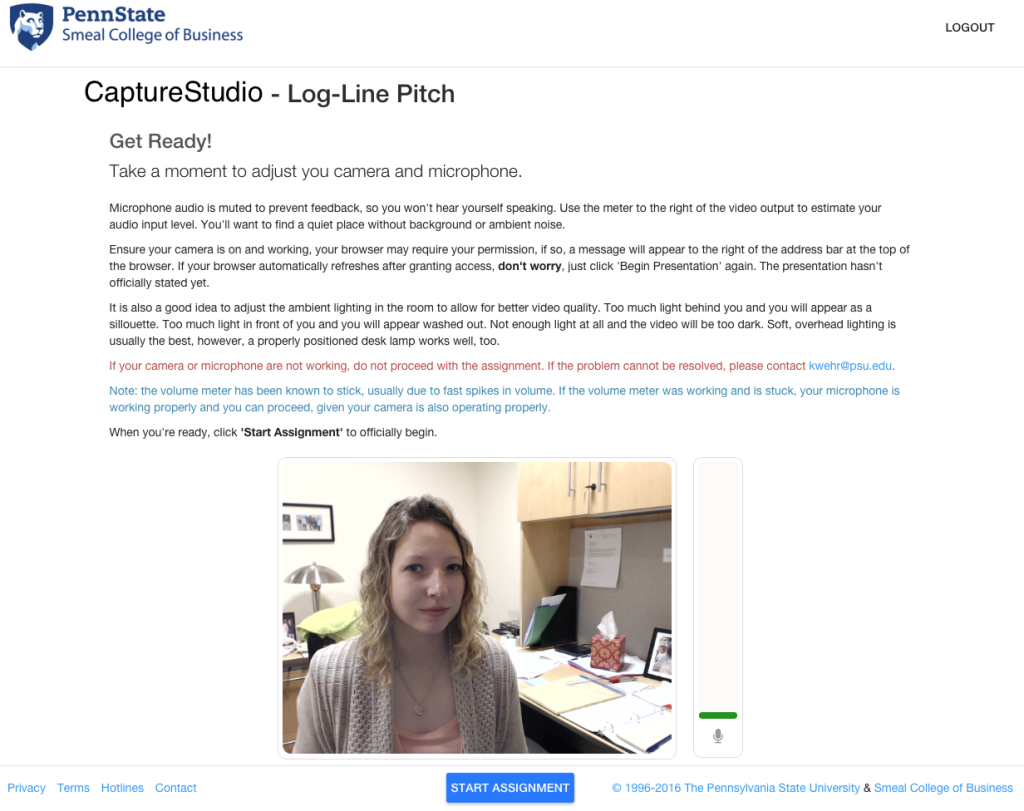 PennState
Smeal College of Business
LOGOUT
CaptureStudio - Log-Line Pitch
Get Ready!
Take a moment to adjust you camera and microphone.
Microphone audio is muted to prevent feedback, so you won't hear yourself speaking. Use the meter to the right of the video output to estimate your
audio input level. You'll want to find a quiet place without background or ambient noise.
Ensure your camera is on and working, your browser may require your permission, if so, a message will appear to the right of the address bar at the top of
the browser. If your browser automatically refreshes after granting access, don't worry, just click 'Begin Presentation' again. The presentation hasn't
officially stated yet.
It is also a good idea to adjust the ambient lighting in the room to allow for better video quality. Too much light behind you and you will appear as a
sillouette. Too much light in front of you and you will appear washed out. Not enough light at all and the video will be too dark. Soft, overhead lighting is
usually the best, however, a properly positioned desk lamp works well, too.
If your camera or microphone are not working, do not proceed with the assignment. If the problem cannot be resolved, please contact kwehr@psu.edu.
Note: the volume meter has been known to stick, usually due to fast spikes in volume. If the volume meter was working and is stuck, your microphone is
working properly and you can proceed, given your camera is also operating properly.
When you're ready, click 'Start Assignment' to officially begin.
Privacy Terms Hotlines Contact
START ASSIGNMENT
© 1996-2016 The Pennsylvania State University & Smeal College of Business